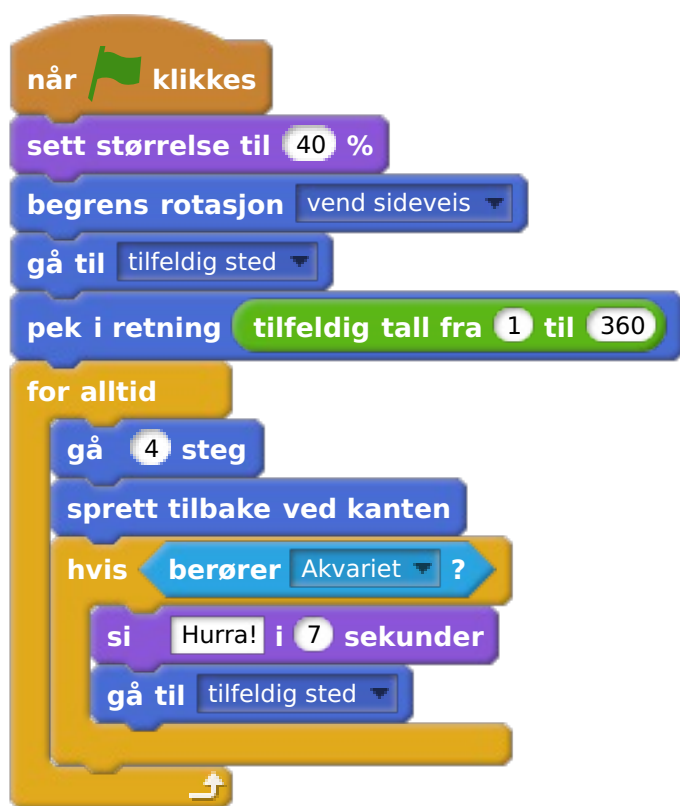 når klikkes
sett størrelse til 40 %
begrens rotasjon vend sideveis
gå til tilfeldig sted
pek i retning tilfeldig tall fra 1 til 360
for alltid
gå 4 steg
sprett tilbake ved kanten
hvis berører Akvariet ?
si Hurra! i 7 sekunder
gå til tilfeldig sted